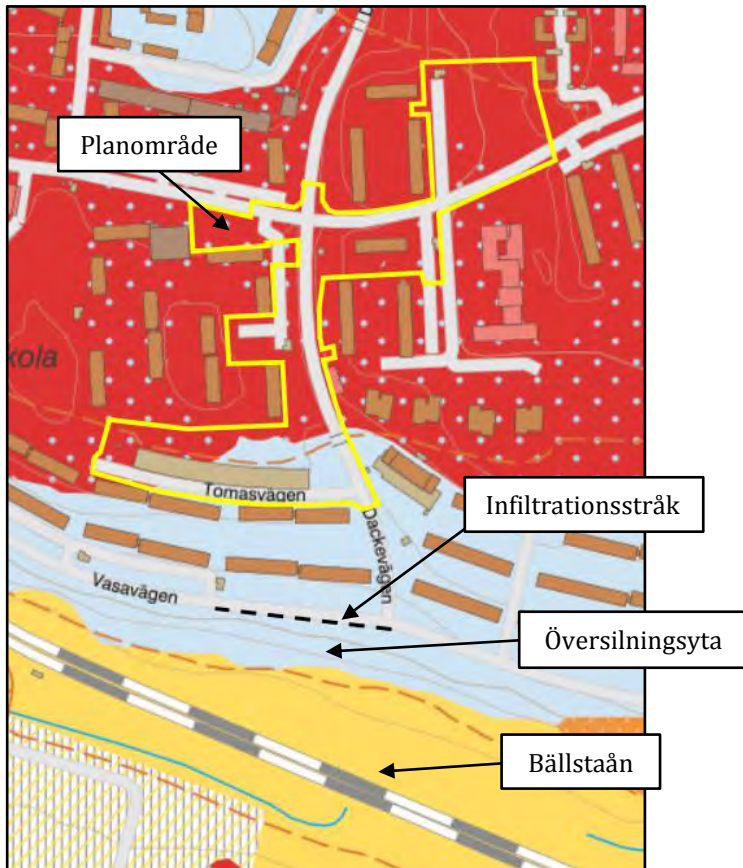 Planområde
kola
Tomasvägen
Infiltrationsstråk
Dackevägen
Vasavägen
Översilningsyta
Bällstaån